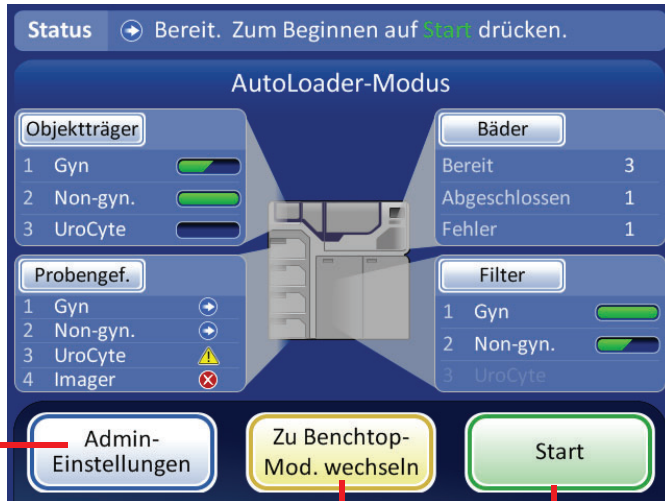 Status Bereit. Zum Beginnen auf Start drücken.
AutoLoader-Modus
Objektträger
1 Gyn
2 Non-gyn.
3 UroCyte
Bäder
Bereit 3
Abgeschlossen 1
Fehler 1
Probengef.
1 Gyn
2 Non-gyn.
3 UroCyte
4 Imager
Filter
1 Gyn
2 Non-gyn.
3 UroCyte
Admin-
Einstellungen
Zu Benchtop-
Mod. wechseln
Start